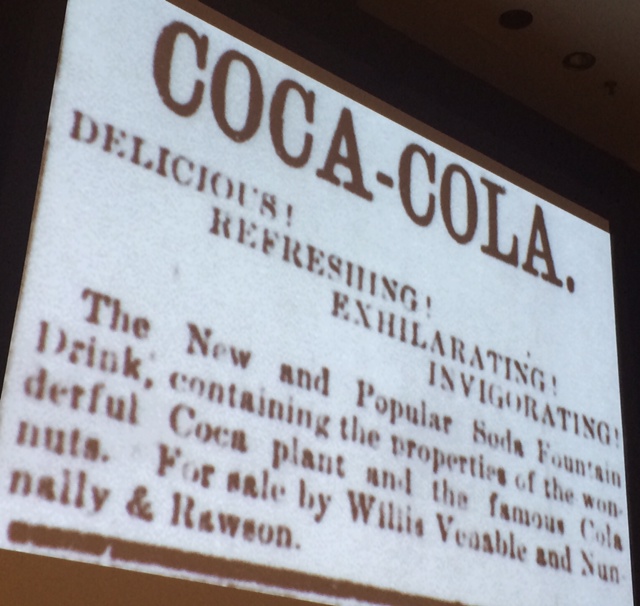 COCA-COLA.
DELICIOUS!
REFRESHING!
EXHILARATING!
INVIGORATING!
The New and Popular Soda Fountain
Drink, containing the properties of the won-
derful Coca plant and the famous Cola
nuts. For sale by Willis Venable and Nun-
nally & Rawson.